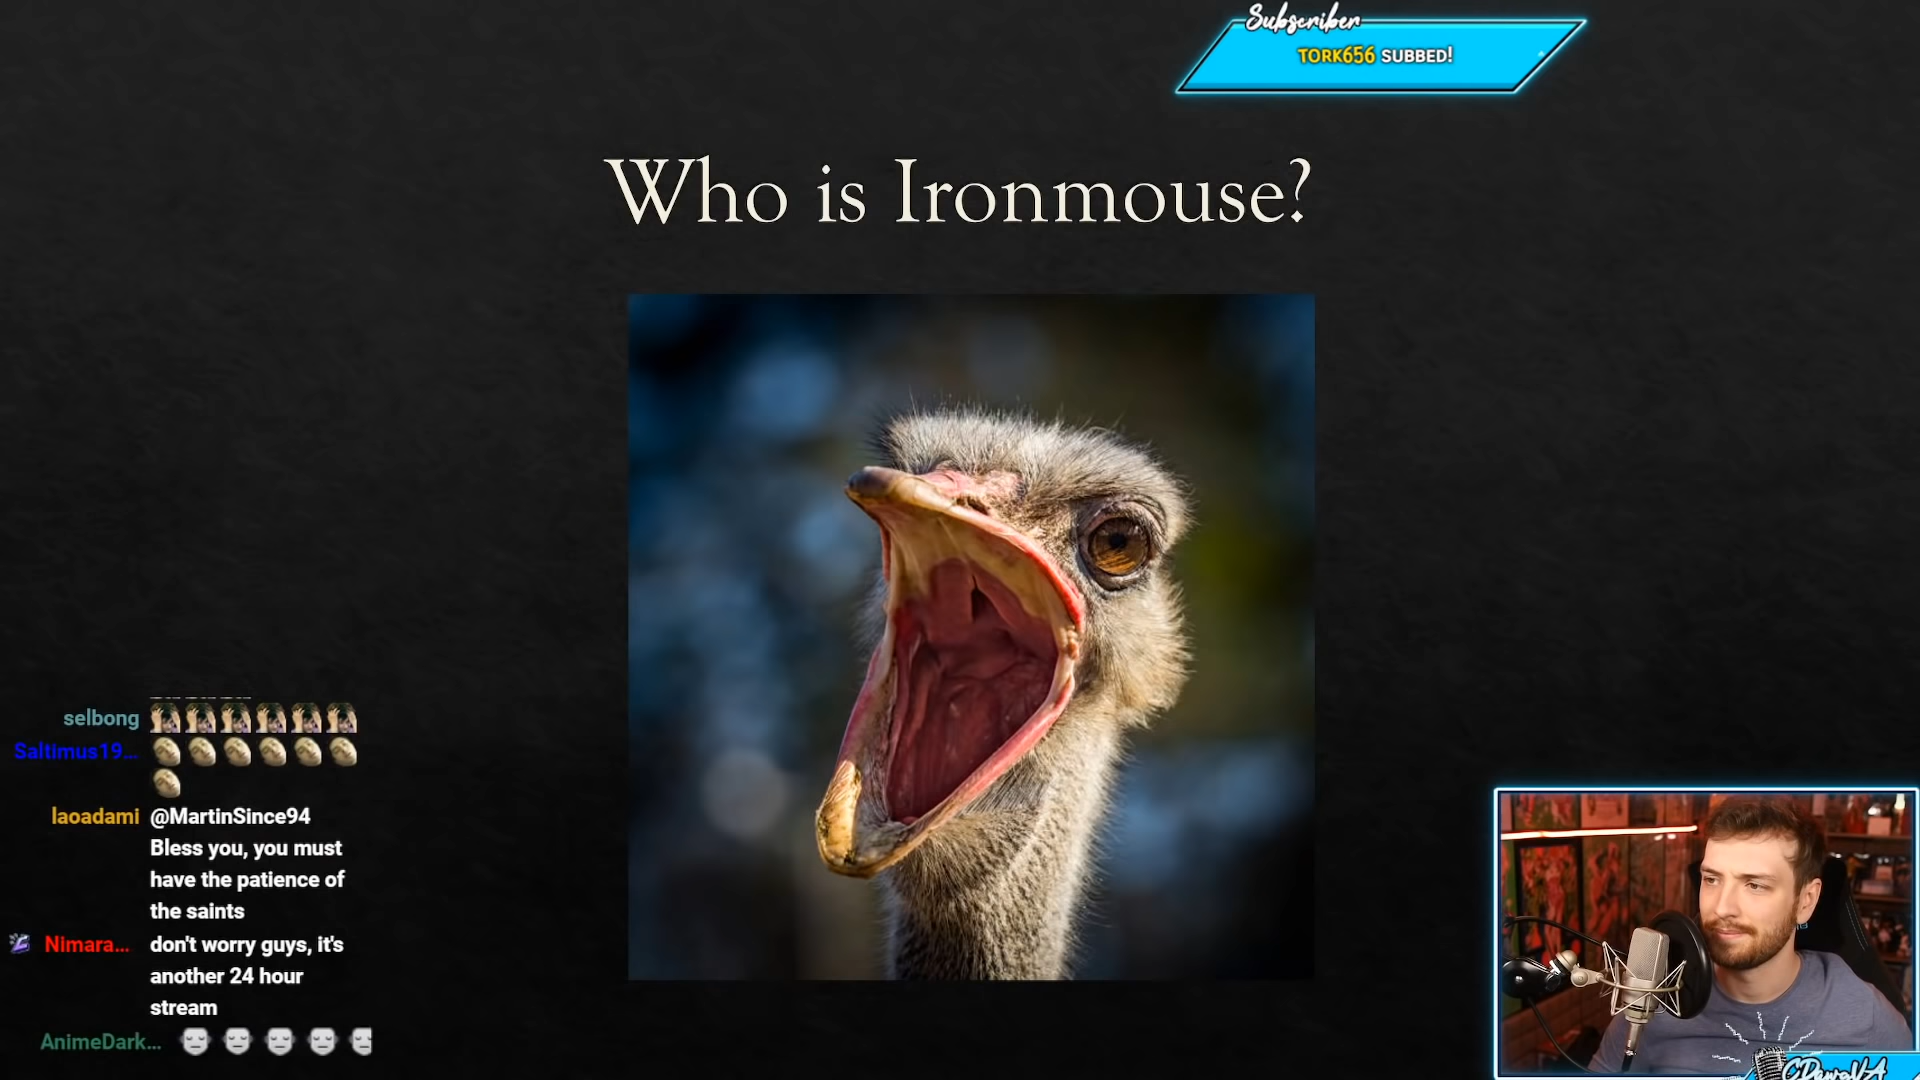 Subscriber
TORK656 SUBBED!
Who is Ironmouse?
selbong
Saltimus19...
laoadami @MartinSince94
Bless you, you must
have the patience of
the saints
Nimara... don't worry guys, it's
another 24 hour
stream
AnimeDark...
CDawgVA